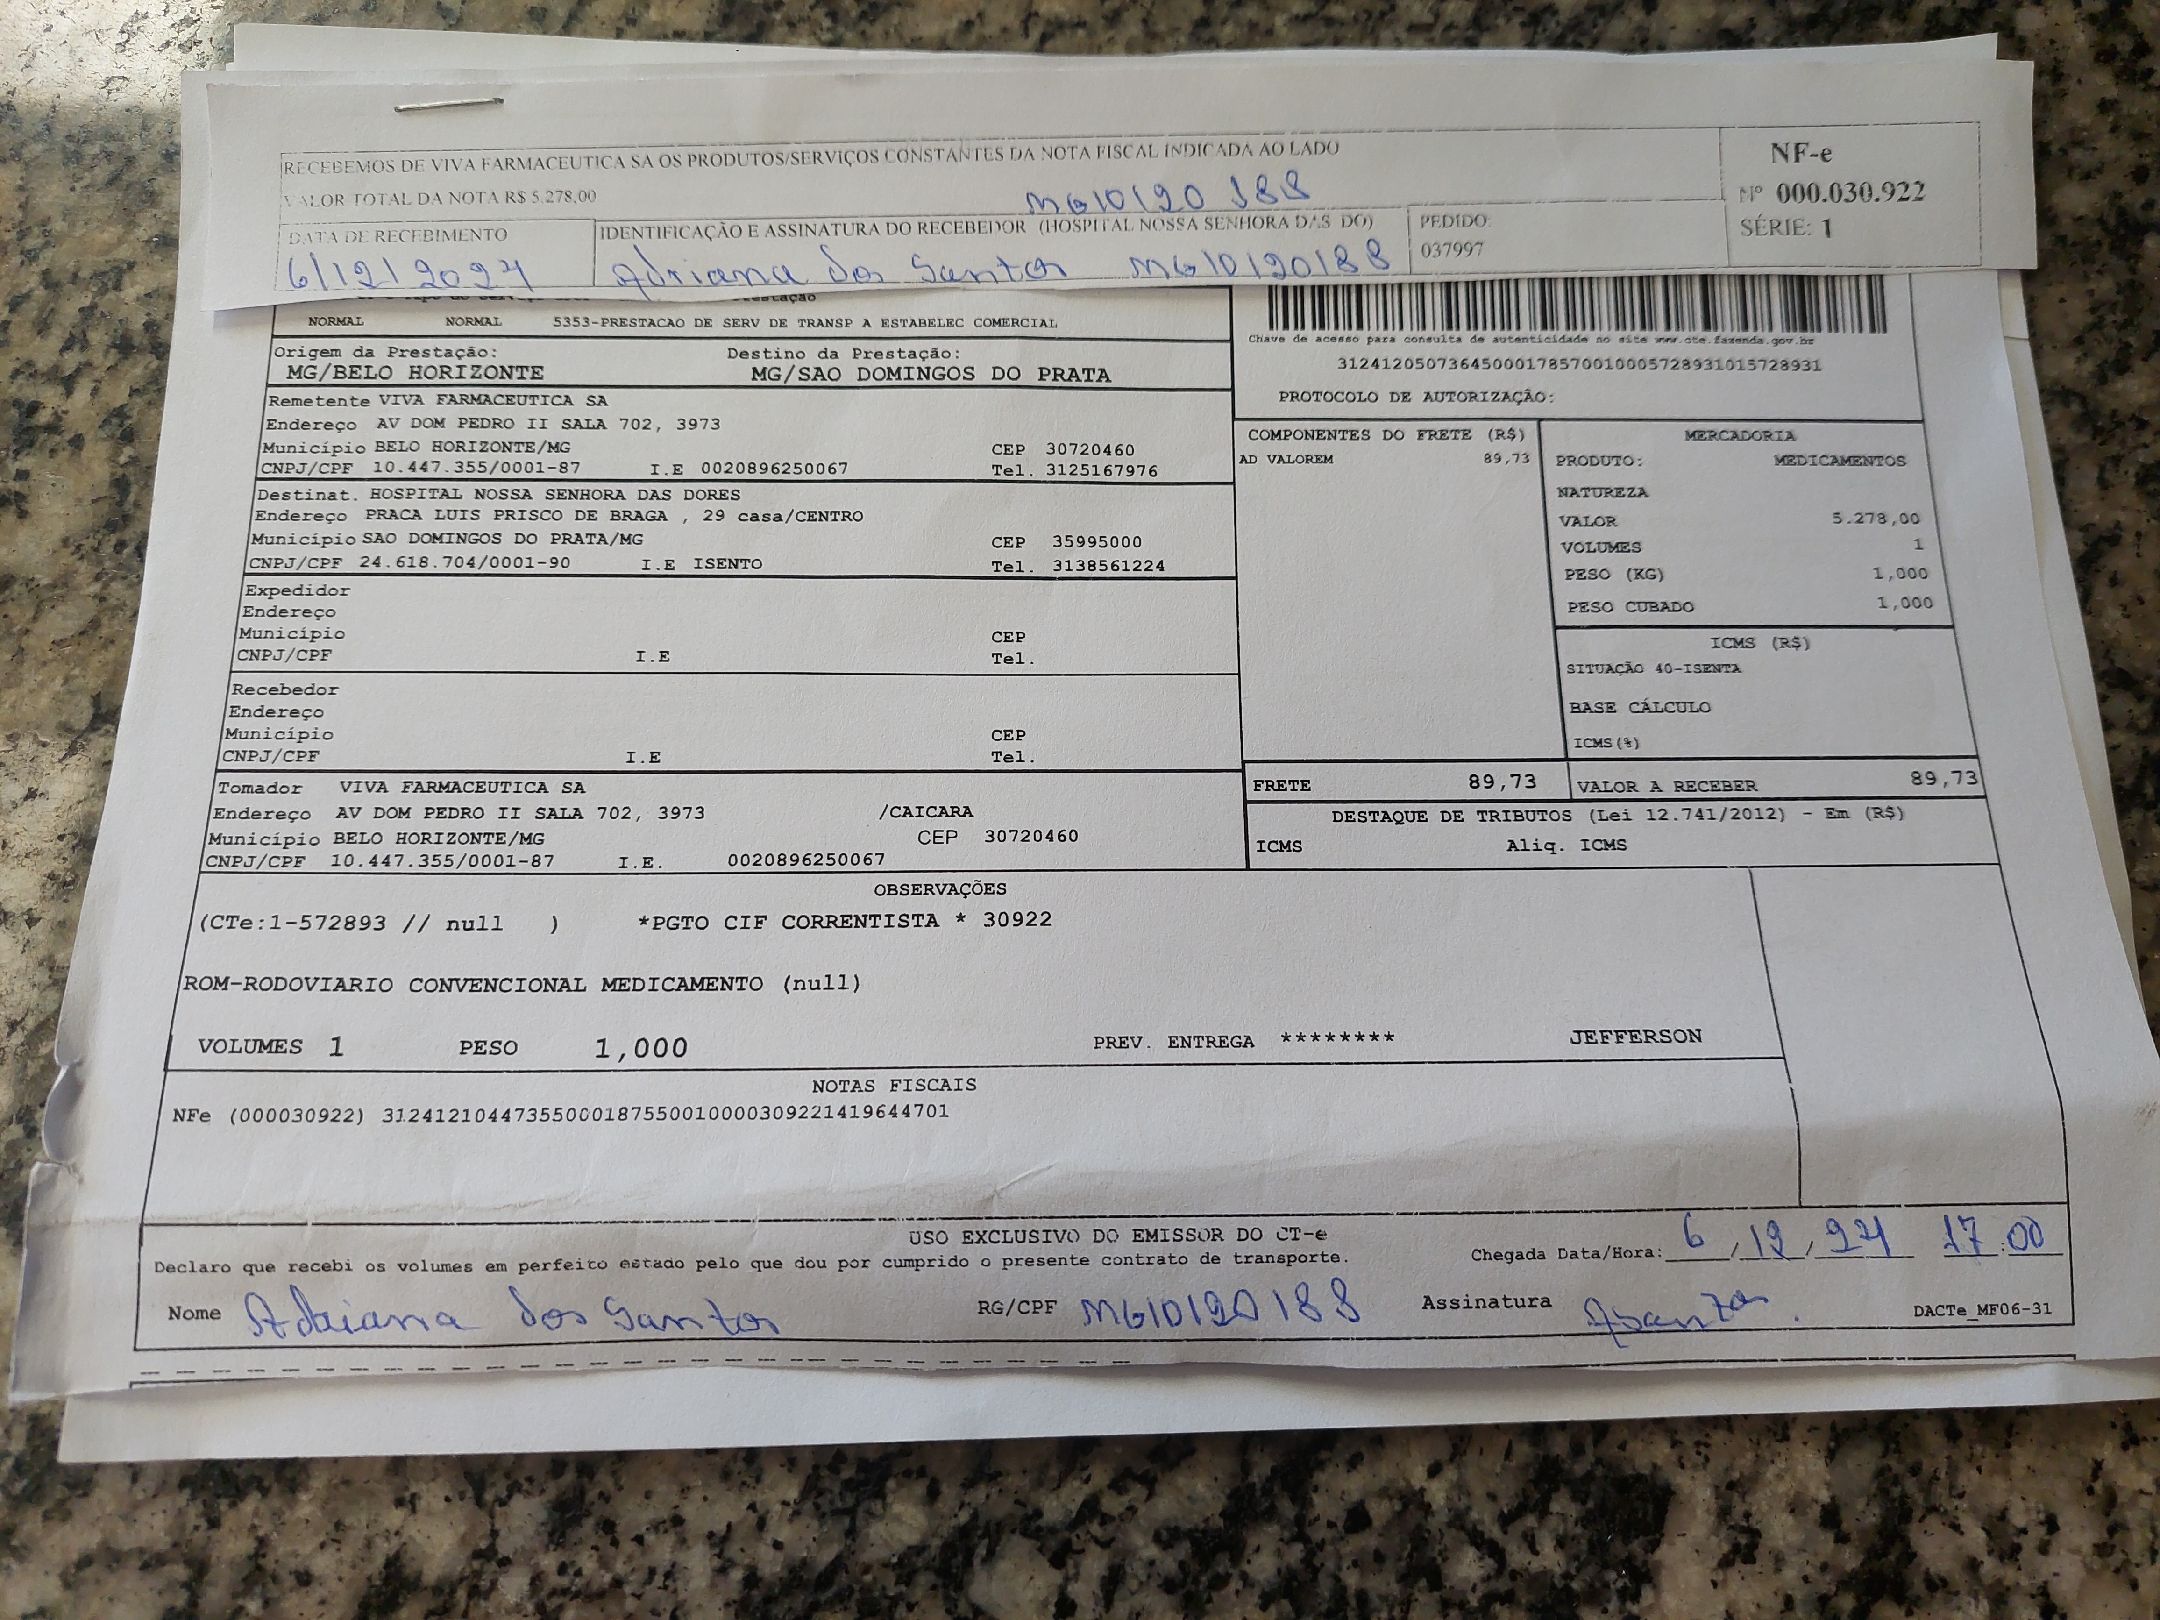 RECEBEMOS DE VIVA FARMACEUTICA SA OS PRODUTOS/SERVIÇOS CONSTANTES DA NOTA FISCAL INDICADA AO LADO
VALOR TOTAL DA NOTA R$ 5.278,00
MG10120188
NF-e
Nº 000.030.922
SÉRIE: 1
DATA DE RECEBIMENTO
6/12/2024
IDENTIFICAÇÃO E ASSINATURA DO RECEBEDOR (HOSPITAL NOSSA SENHORA DAS DO)
Adriana dos Santos MG10120188
PEDIDO:
037997
NORMAL NORMAL 5353-PRESTACAO DE SERV DE TRANSP A ESTABELEC COMERCIAL
Origem da Prestação: Destino da Prestação:
MG/BELO HORIZONTE MG/SAO DOMINGOS DO PRATA
Chave de acesso para consulta de autenticidade no site www.cte.fazenda.gov.br
31241205073645000178570010005728931015728931
PROTOCOLO DE AUTORIZAÇÃO:
Remetente VIVA FARMACEUTICA SA
Endereço AV DOM PEDRO II SALA 702, 3973
Município BELO HORIZONTE/MG CEP 30720460
CNPJ/CPF 10.447.355/0001-87 I.E 0020896250067 Tel. 3125167976
Destinat. HOSPITAL NOSSA SENHORA DAS DORES
Endereço PRACA LUIS PRISCO DE BRAGA , 29 casa/CENTRO
Município SAO DOMINGOS DO PRATA/MG CEP 35995000
CNPJ/CPF 24.618.704/0001-90 I.E ISENTO Tel. 3138561224
Expedidor
Endereço
Município CEP
CNPJ/CPF I.E Tel.
Recebedor
Endereço
Município CEP
CNPJ/CPF I.E Tel.
Tomador VIVA FARMACEUTICA SA
Endereço AV DOM PEDRO II SALA 702, 3973 /CAICARA
Município BELO HORIZONTE/MG CEP 30720460
CNPJ/CPF 10.447.355/0001-87 I.E. 0020896250067
COMPONENTES DO FRETE (R$)
AD VALOREM 89,73
MERCADORIA
PRODUTO: MEDICAMENTOS
NATUREZA
VALOR 5.278,00
VOLUMES 1
PESO (KG) 1,000
PESO CUBADO 1,000
ICMS (R$)
SITUAÇÃO 40-ISENTA
BASE CÁLCULO
ICMS(%)
FRETE 89,73 VALOR A RECEBER 89,73
DESTAQUE DE TRIBUTOS (Lei 12.741/2012) - Em (R$)
ICMS Aliq. ICMS
OBSERVAÇÕES
(CTe:1-572893 // null ) *PGTO CIF CORRENTISTA * 30922
ROM-RODOVIARIO CONVENCIONAL MEDICAMENTO (null)
VOLUMES 1 PESO 1,000 PREV. ENTREGA ******** JEFFERSON
NOTAS FISCAIS
NFe (000030922) 31241210447355000187550010000309221419644701
USO EXCLUSIVO DO EMISSOR DO CT-e
Declaro que recebi os volumes em perfeito estado pelo que dou por cumprido o presente contrato de transporte.
Chegada Data/Hora: 6/12/24 17:00
Nome Adriana dos Santos RG/CPF MG10120188 Assinatura ASantos. DACTe_MF06-31